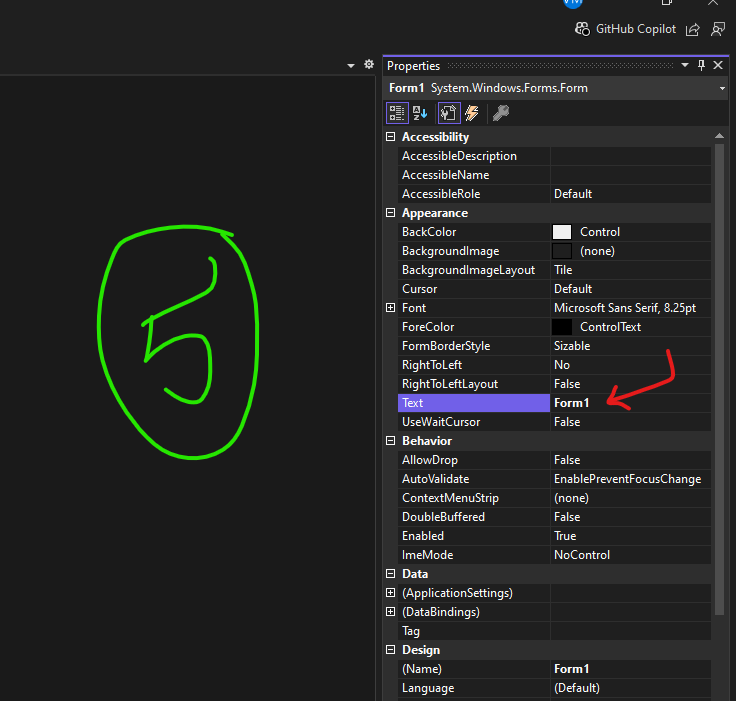 VM
GitHub Copilot
Properties
Form1 System.Windows.Forms.Form
Accessibility
AccessibleDescription
AccessibleName
AccessibleRole Default
Appearance
BackColor Control
BackgroundImage (none)
BackgroundImageLayout Tile
Cursor Default
Font Microsoft Sans Serif, 8.25pt
ForeColor ControlText
FormBorderStyle Sizable
RightToLeft No
RightToLeftLayout False
Text Form1
UseWaitCursor False
Behavior
AllowDrop False
AutoValidate EnablePreventFocusChange
ContextMenuStrip (none)
DoubleBuffered False
Enabled True
ImeMode NoControl
Data
(ApplicationSettings)
(DataBindings)
Tag
Design
(Name) Form1
Language (Default)
5